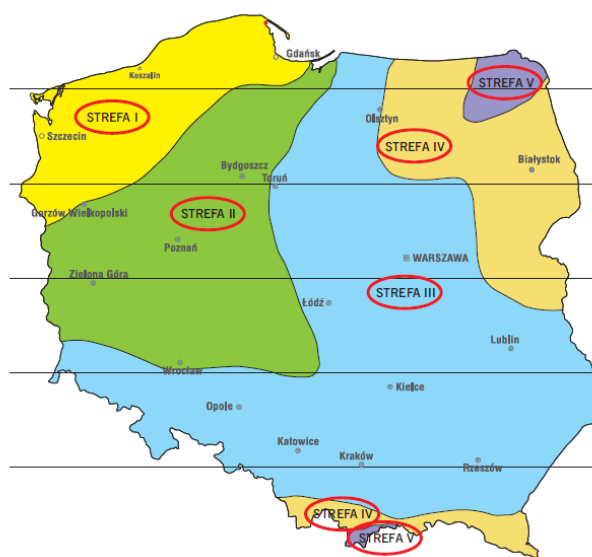 Gdańsk
Koszalin
STREFA V
Olsztyn
STREFA I
Szczecin
STREFA IV
Białystok
Bydgoszcz
Toruń
Gorzów Wielkopolski
STREFA II
Poznań
WARSZAWA
Zielona Góra
STREFA III
Łódź
Lublin
Wrocław
Kielce
Opole
Katowice
Kraków
Rzeszów
STREFA IV
STREFA V